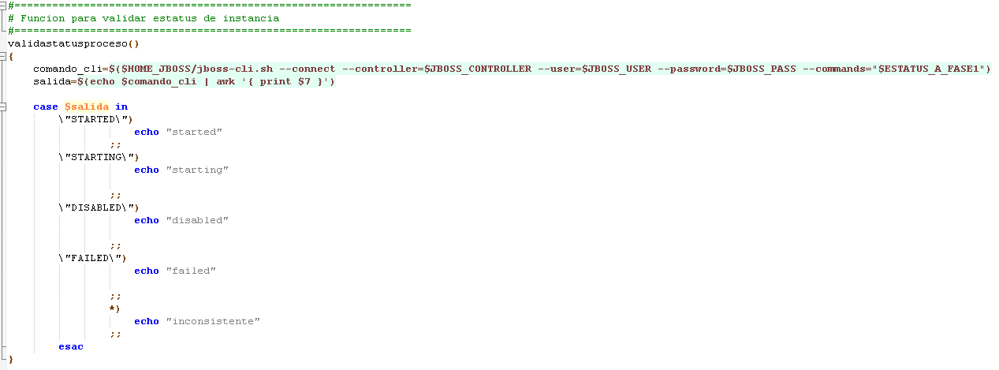 #===============================================================
# Funcion para validar estatus de instancia
#===============================================================
validastatusproceso()
{
    comando_cli=$($HOME_JBOSS/jboss-cli.sh --connect --controller=$JBOSS_CONTROLLER --user=$JBOSS_USER --password=$JBOSS_PASS --commands="$ESTATUS_A_FASE1")
    salida=$(echo $comando_cli | awk '{ print $7 }')

    case $salida in
        \"STARTED\")
                    echo "started"
                ;;
        \"STARTING\")
                    echo "starting"

                ;;
        \"DISABLED\")
                    echo "disabled"

                ;;
        \"FAILED\")
                    echo "failed"

                ;;
                *)
                    echo "inconsistente"
                ;;
        esac
}